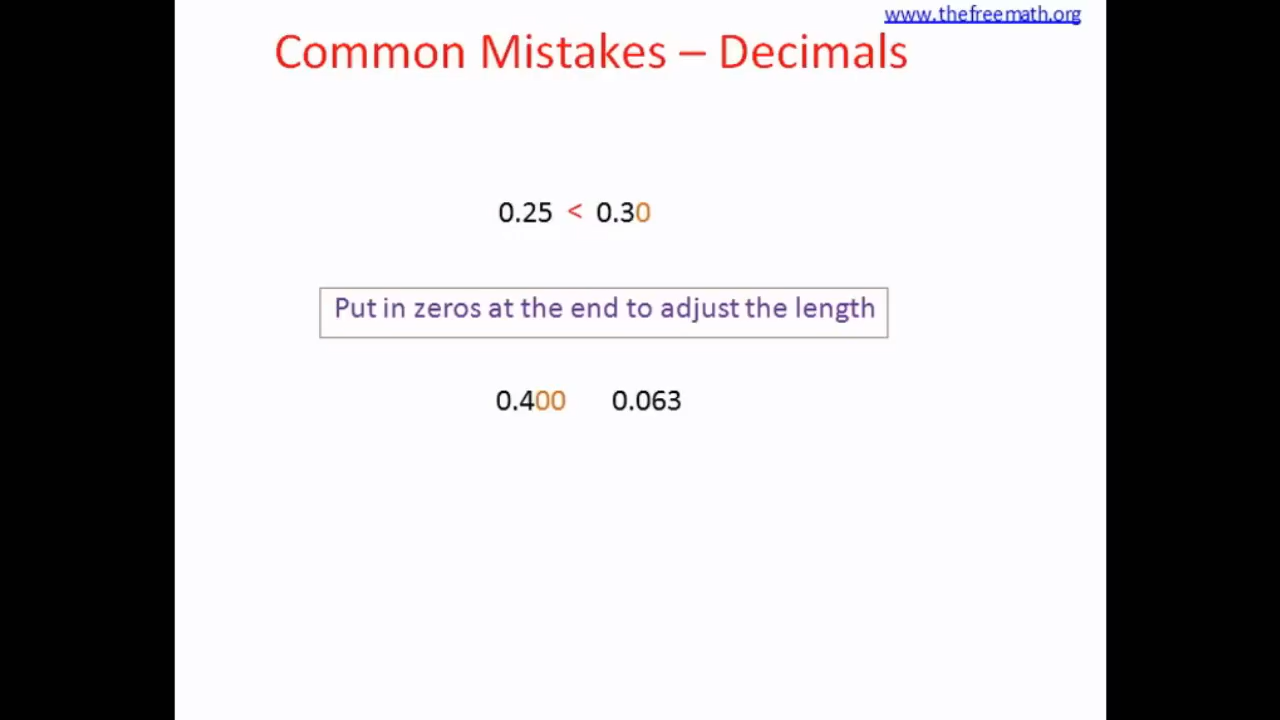 www.thefreemath.org
Common Mistakes – Decimals
0.25 < 0.30
Put in zeros at the end to adjust the length
0.400 0.063